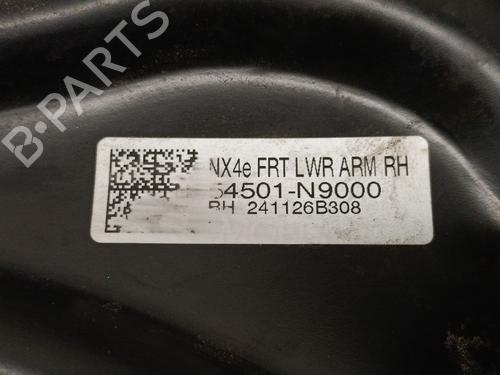 B-PARTS
NX4e FRT LWR ARM RH
54501-N9000
RH 241126B308